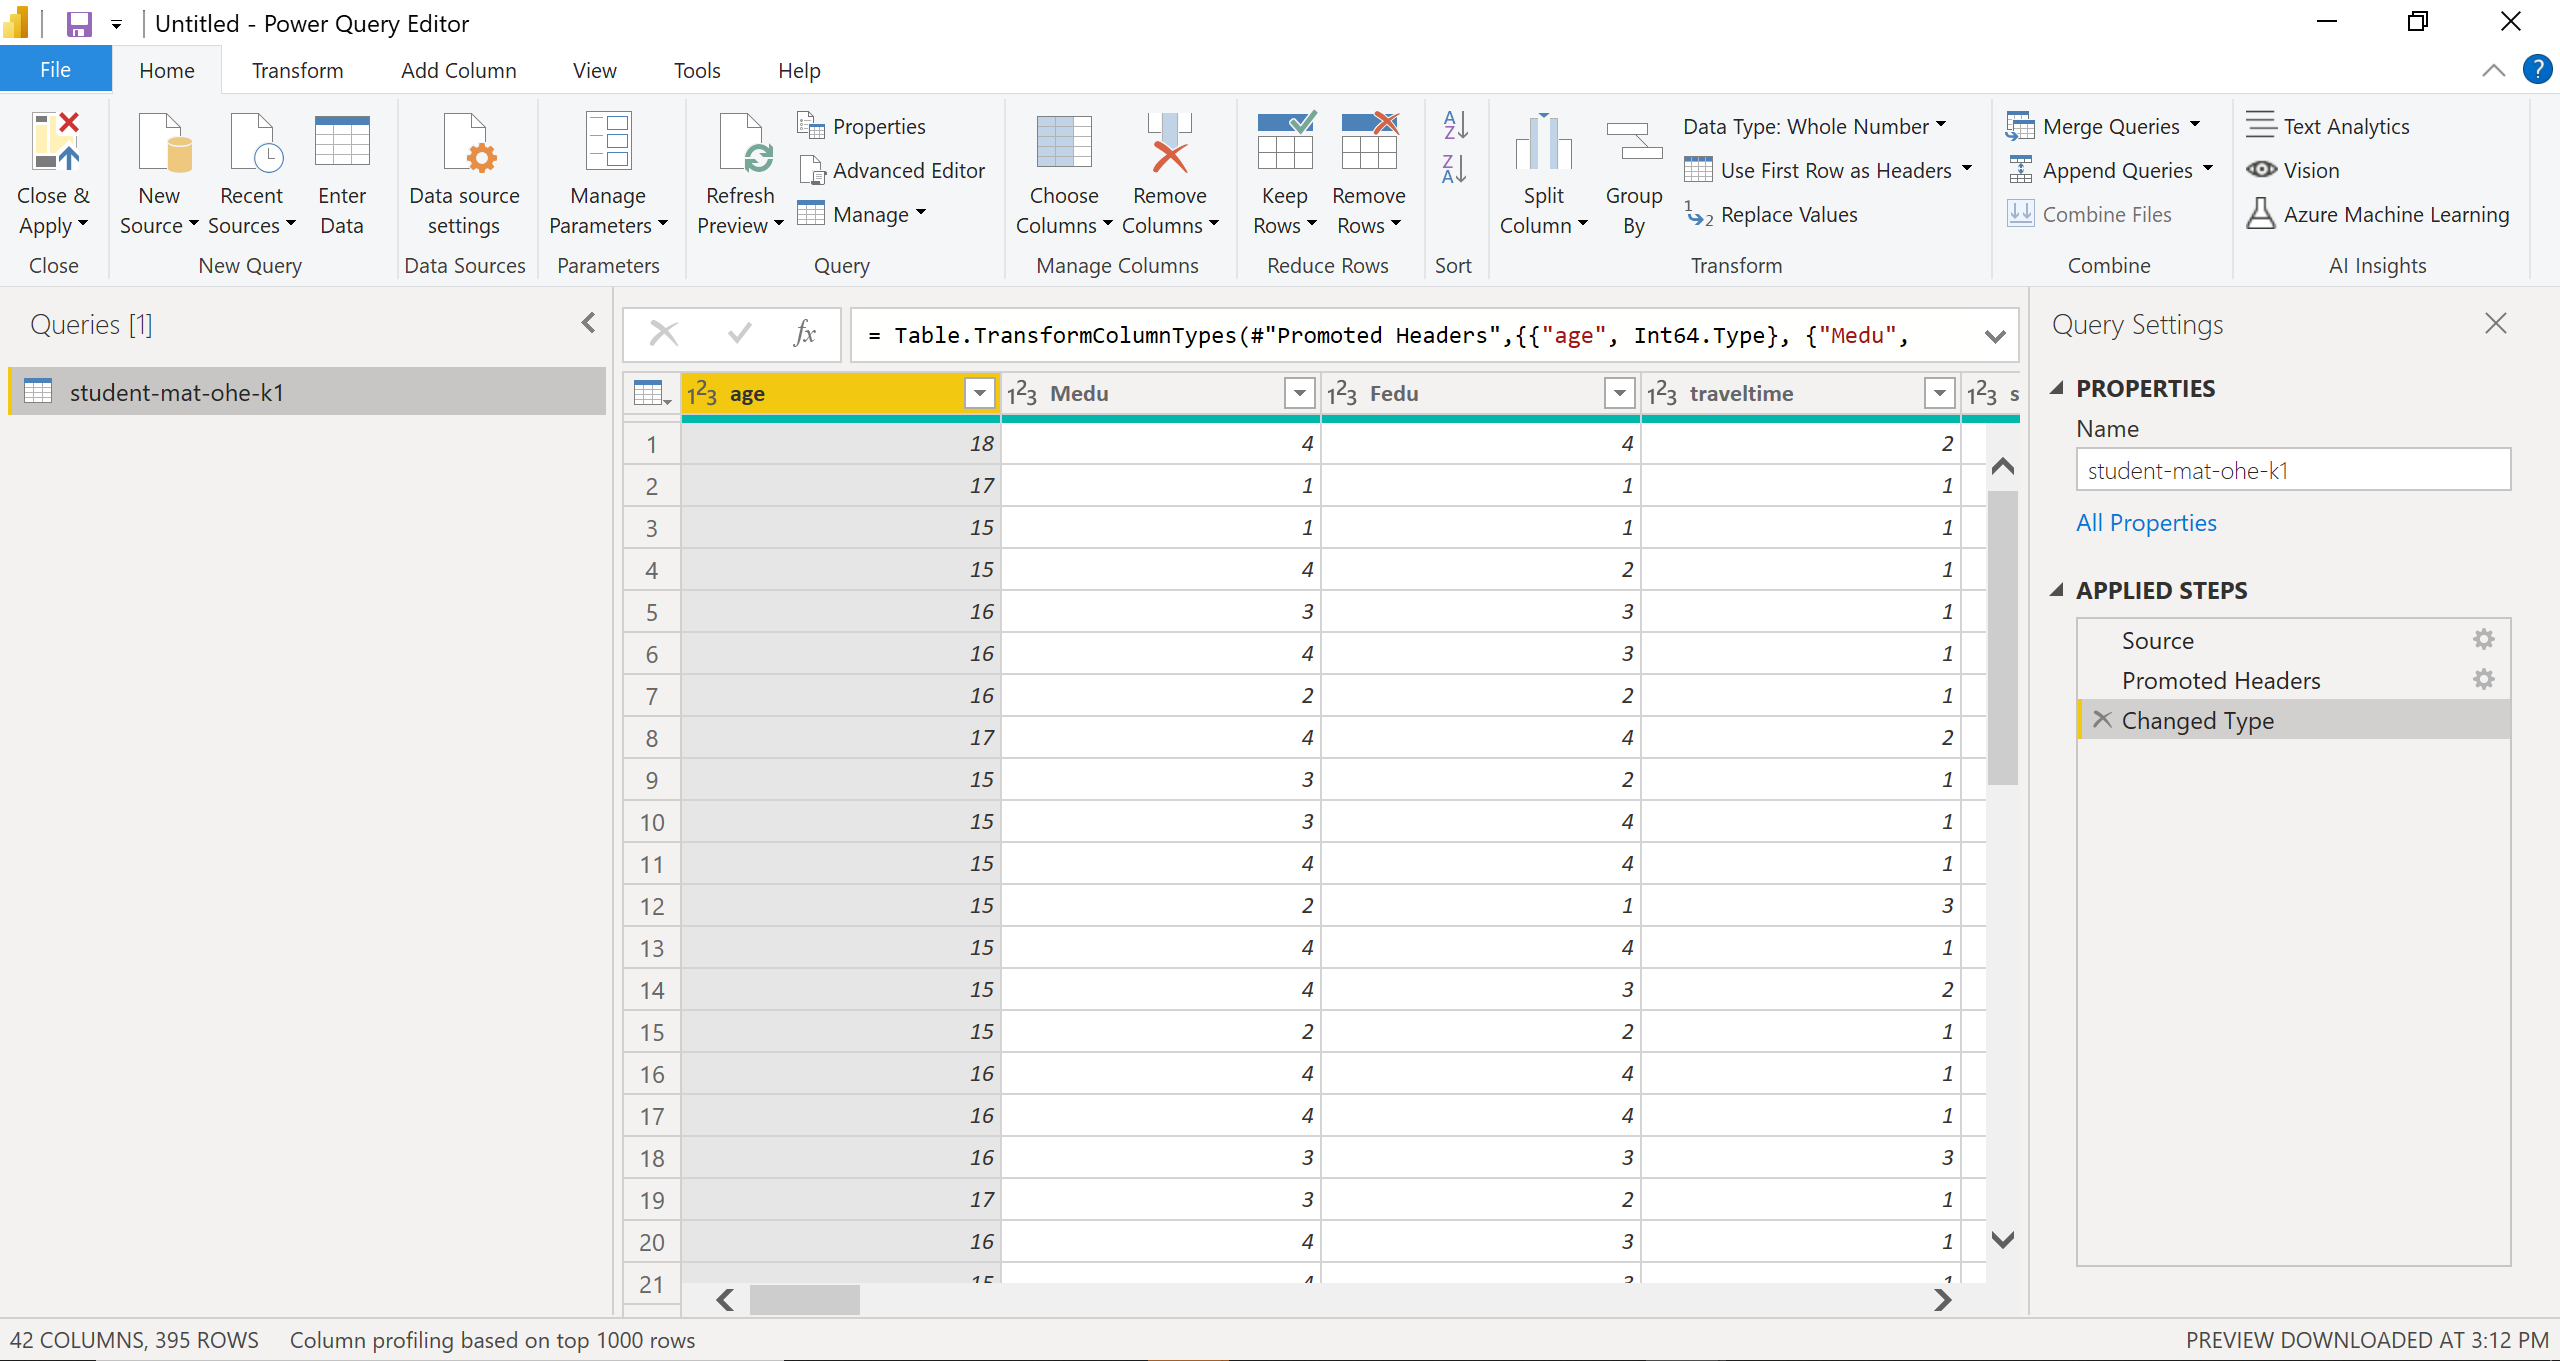 Untitled - Power Query Editor
File Home Transform Add Column View Tools Help
Close & Apply
New Source
Recent Sources
Enter Data
Data source settings
Manage Parameters
Refresh Preview
Properties
Advanced Editor
Manage
Choose Columns
Remove Columns
Keep Rows
Remove Rows
Split Column
Group By
Data Type: Whole Number
Use First Row as Headers
Replace Values
Merge Queries
Append Queries
Combine Files
Text Analytics
Vision
Azure Machine Learning
Close New Query Data Sources Parameters Query Manage Columns Reduce Rows Sort Transform Combine AI Insights
Queries [1]
student-mat-ohe-k1
fx
= Table.TransformColumnTypes(#"Promoted Headers",{{"age", Int64.Type}, {"Medu",
123 age 123 Medu 123 Fedu 123 traveltime 123 s
1 18 4 4 2
2 17 1 1 1
3 15 1 1 1
4 15 4 2 1
5 16 3 3 1
6 16 4 3 1
7 16 2 2 1
8 17 4 4 2
9 15 3 2 1
10 15 3 4 1
11 15 4 4 1
12 15 2 1 3
13 15 4 4 1
14 15 4 3 2
15 15 2 2 1
16 16 4 4 1
17 16 4 4 1
18 16 3 3 3
19 17 3 2 1
20 16 4 3 1
21 15 4 3 1
Query Settings
PROPERTIES
Name
student-mat-ohe-k1
All Properties
APPLIED STEPS
Source
Promoted Headers
Changed Type
42 COLUMNS, 395 ROWS Column profiling based on top 1000 rows PREVIEW DOWNLOADED AT 3:12 PM